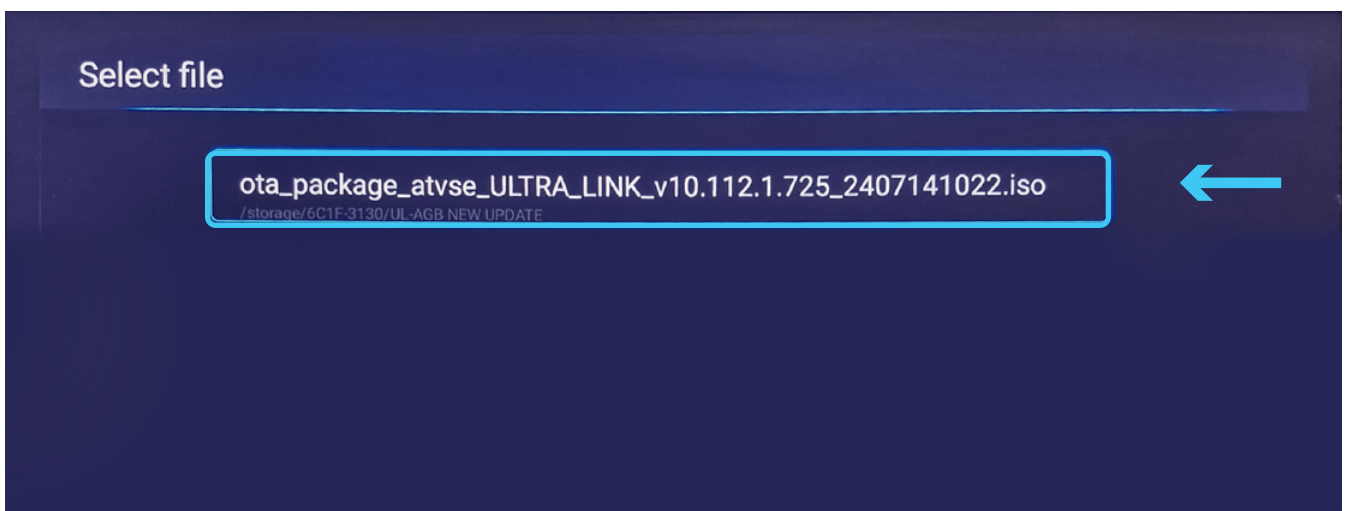 Select file
ota_package_atvse_ULTRA_LINK_v10.112.1.725_2407141022.iso
/storage/6C1F-3130/UL-AGB NEW UPDATE